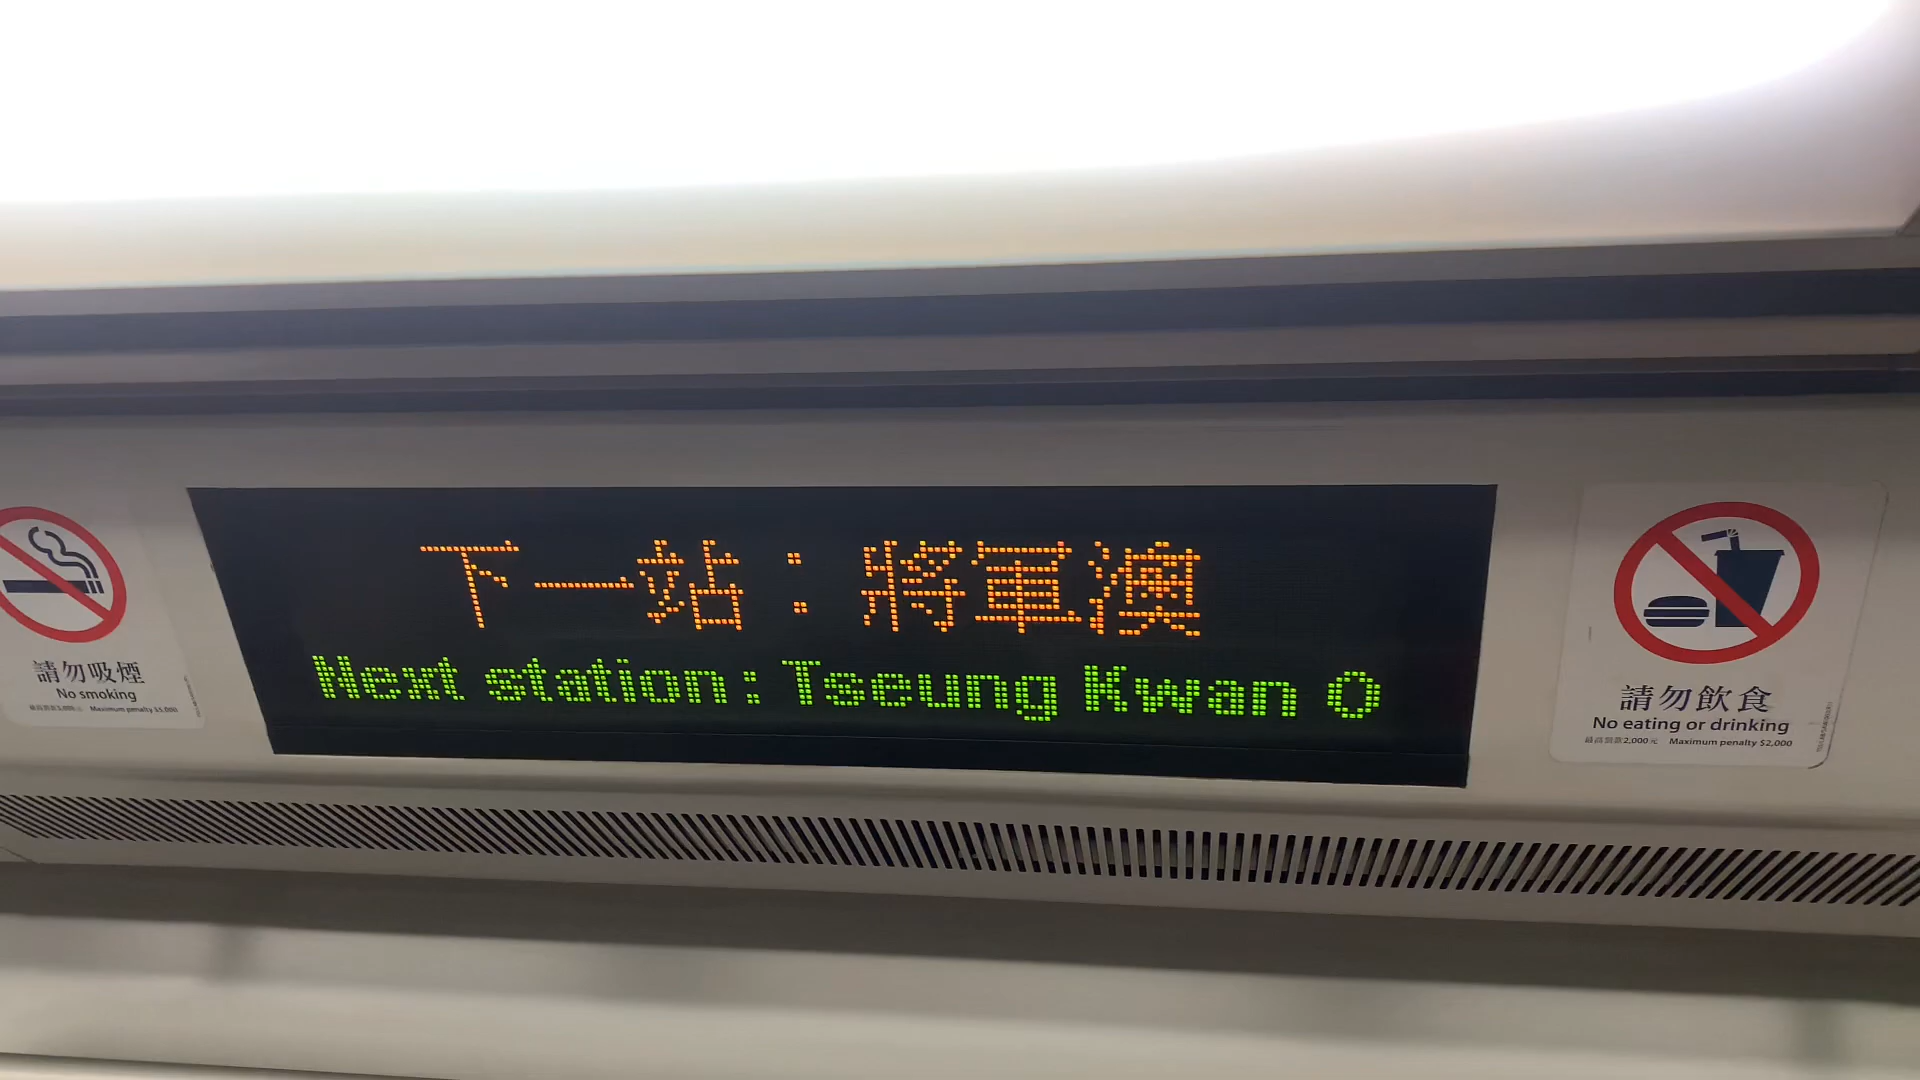 下一站：將軍澳
Next station: Tseung Kwan O
請勿吸煙
No smoking
最高罰款5,000元 Maximum penalty $5,000
請勿飲食
No eating or drinking
最高罰款2,000元 Maximum penalty $2,000